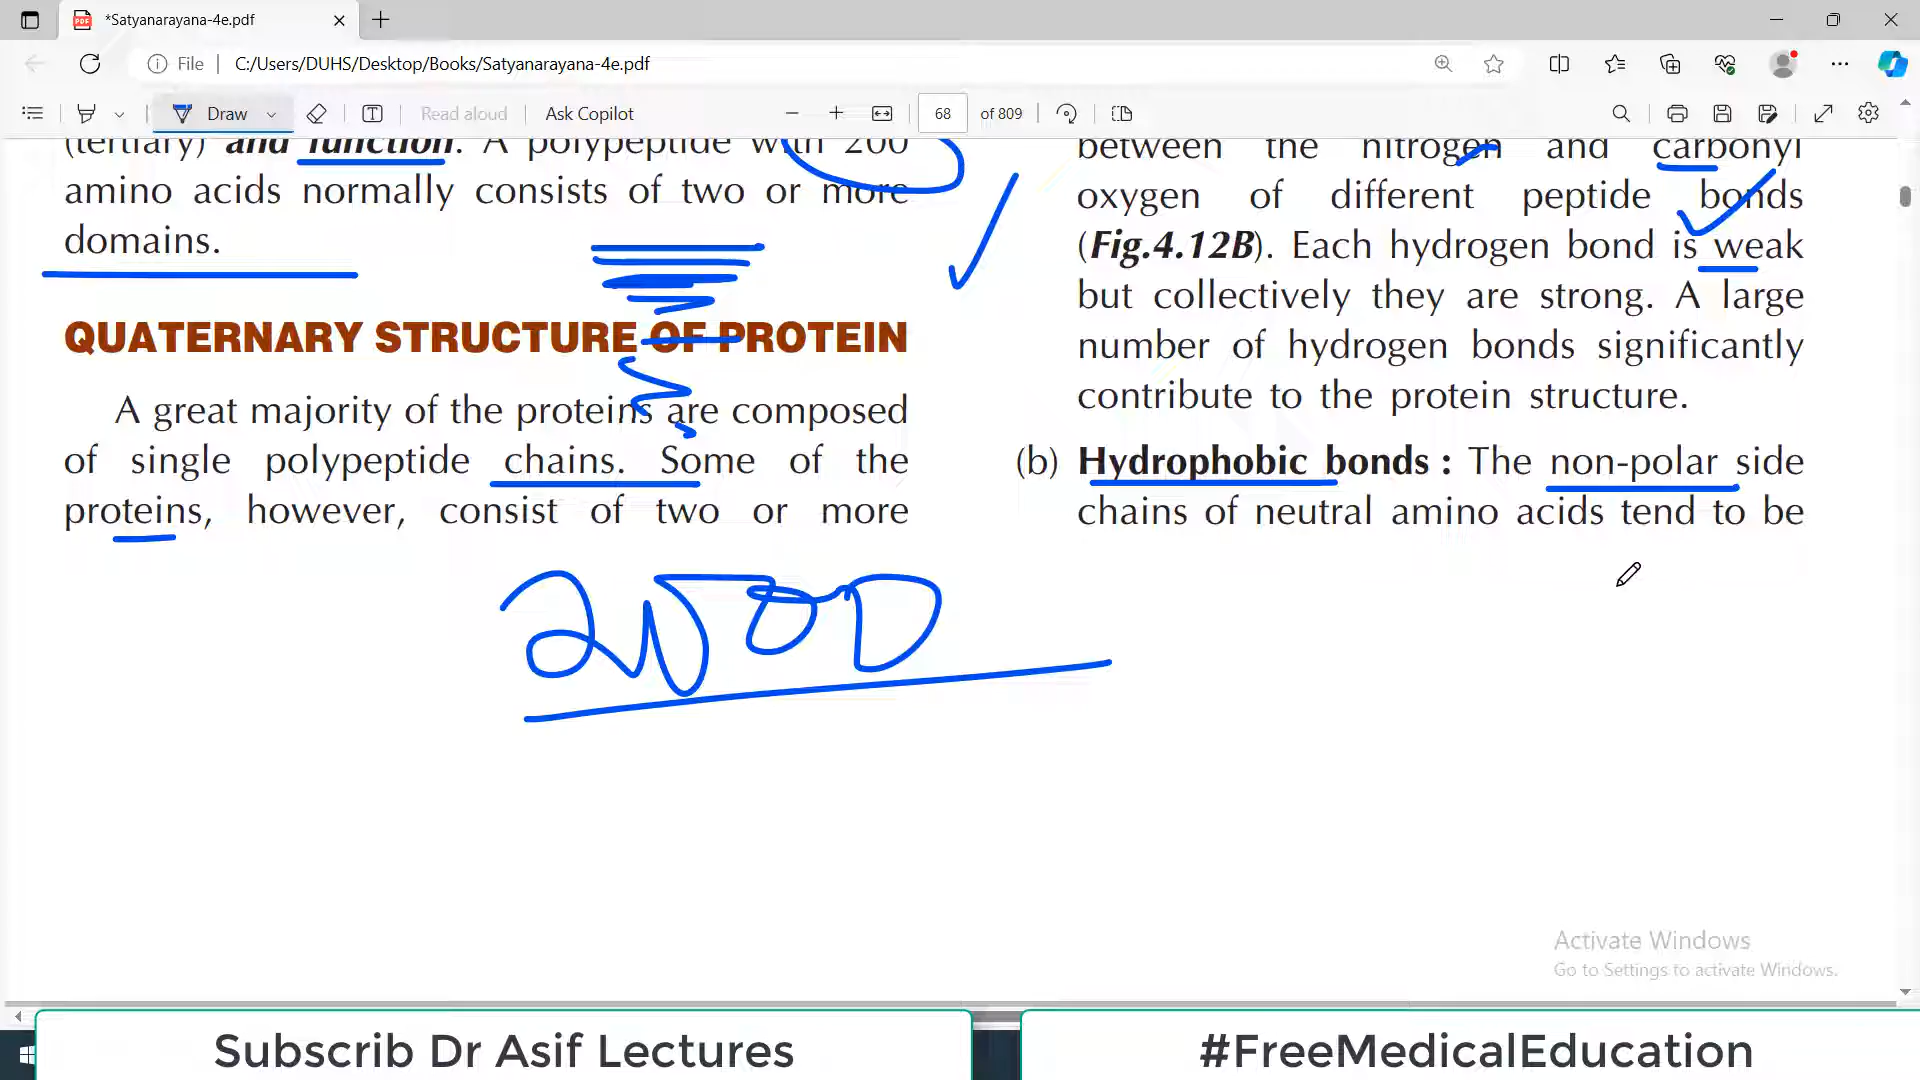 *Satyanarayana-4e.pdf
File
C:/Users/DUHS/Desktop/Books/Satyanarayana-4e.pdf
Draw
Read aloud
Ask Copilot
68
of 809
(tertiary) and function. A polypeptide with 200
amino acids normally consists of two or more
domains.
QUATERNARY STRUCTURE OF PROTEIN
A great majority of the proteins are composed
of single polypeptide chains. Some of the
proteins, however, consist of two or more
between the nitrogen and carbonyl
oxygen of different peptide bonds
(Fig.4.12B). Each hydrogen bond is weak
but collectively they are strong. A large
number of hydrogen bonds significantly
contribute to the protein structure.
(b) Hydrophobic bonds : The non-polar side
chains of neutral amino acids tend to be
Activate Windows
Go to Settings to activate Windows.
Subscrib Dr Asif Lectures
#FreeMedicalEducation